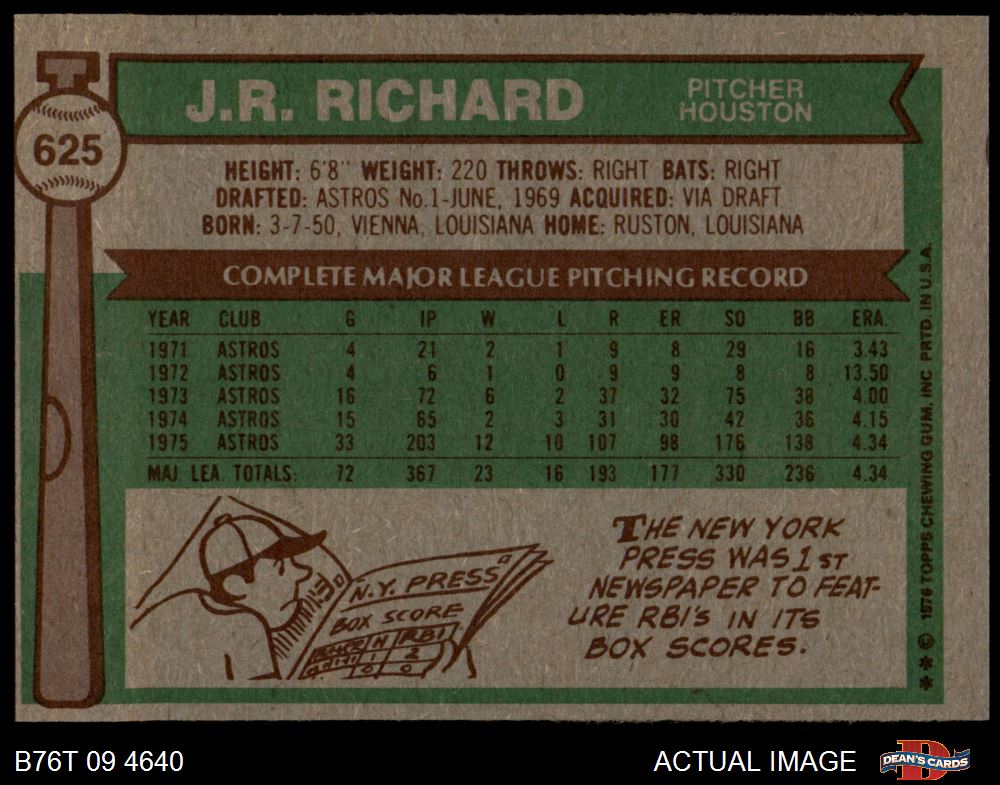 J.R. RICHARD
PITCHER
HOUSTON
625
HEIGHT: 6'8" WEIGHT: 220 THROWS: RIGHT BATS: RIGHT
DRAFTED: ASTROS No.1-JUNE, 1969 ACQUIRED: VIA DRAFT
BORN: 3-7-50, VIENNA, LOUISIANA HOME: RUSTON, LOUISIANA
COMPLETE MAJOR LEAGUE PITCHING RECORD
YEAR CLUB G IP W L R ER SO BB ERA
1971 ASTROS 4 21 2 1 9 8 29 16 3.43
1972 ASTROS 4 6 1 0 9 9 8 8 13.50
1973 ASTROS 16 72 6 2 37 32 75 38 4.00
1974 ASTROS 15 65 2 3 31 30 42 36 4.15
1975 ASTROS 33 203 12 10 107 98 176 138 4.34
MAJ. LEA. TOTALS: 72 367 23 16 193 177 330 236 4.34
N.Y. PRESS
BOX SCORE
H RBI
1 2
0 0
THE NEW YORK
PRESS WAS 1ST
NEWSPAPER TO FEAT-
URE RBI'S IN ITS
BOX SCORES.
** © 1976 TOPPS CHEWING GUM, INC PRTD. IN U.S.A.
B76T 09 4640
ACTUAL IMAGE
DEAN'S CARDS